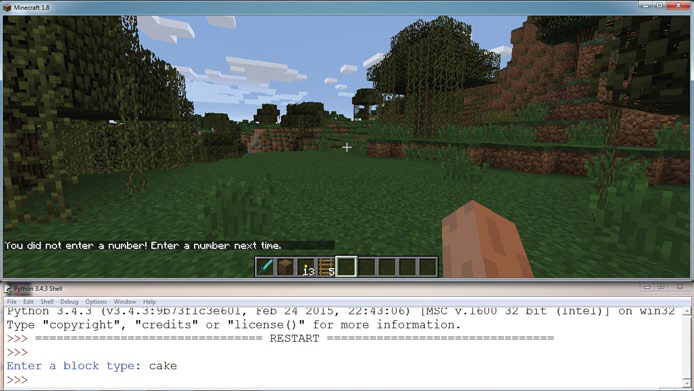 Minecraft 1.8
You did not enter a number! Enter a number next time.
13 5
Python 3.4.3 Shell
File Edit Shell Debug Options Window Help
Python 3.4.3 (v3.4.3:9b73f1c3e601, Feb 24 2015, 22:43:06) [MSC v.1600 32 bit (Intel)] on win32
Type "copyright", "credits" or "license()" for more information.
>>> ================================ RESTART ================================
>>>
Enter a block type: cake
>>>